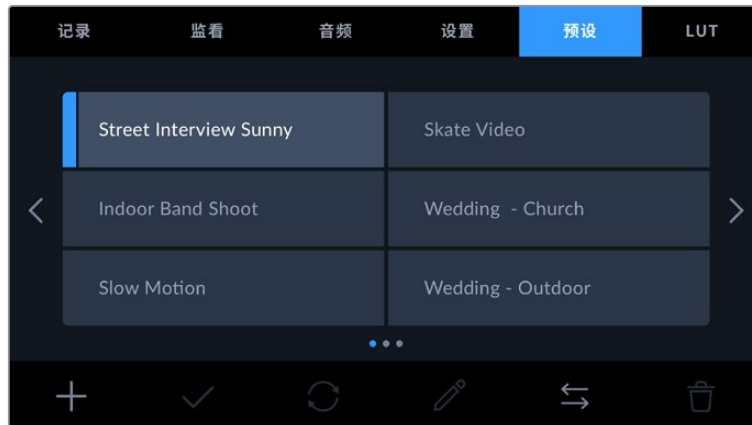 记录 监看 音频 设置 预设 LUT
Street Interview Sunny Skate Video
Indoor Band Shoot Wedding - Church
Slow Motion Wedding - Outdoor